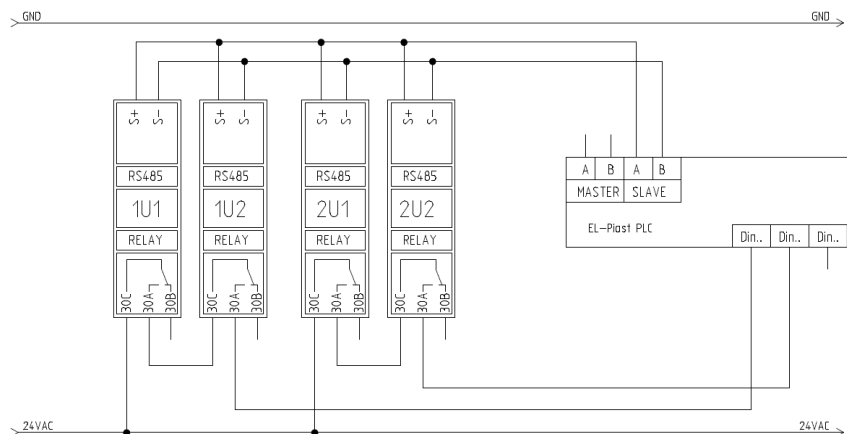 GND GND
S+ S- S+ S- S+ S- S+ S-
RS485 RS485 RS485 RS485
A B A B
MASTER SLAVE
1U1 1U2 2U1 2U2
EL-Piast PLC
RELAY RELAY RELAY RELAY
Din.. Din.. Din..
30C 30A 30B 30C 30A 30B 30C 30A 30B 30C 30A 30B
24VAC 24VAC